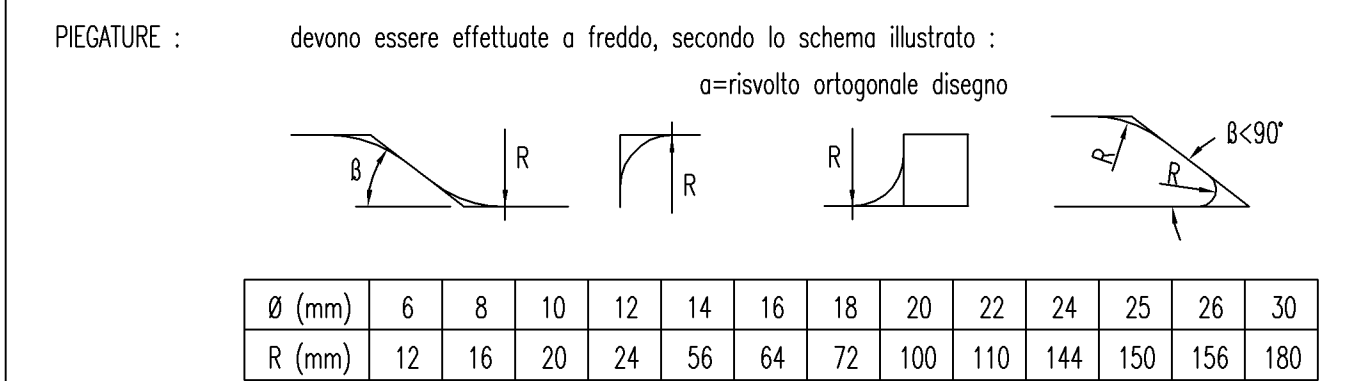 PIEGATURE : devono essere effettuate a freddo, secondo lo schema illustrato :
a=risvolto ortogonale disegno
ß R R R R R ß<90°
Ø (mm) 6 8 10 12 14 16 18 20 22 24 25 26 30
R (mm) 12 16 20 24 56 64 72 100 110 144 150 156 180